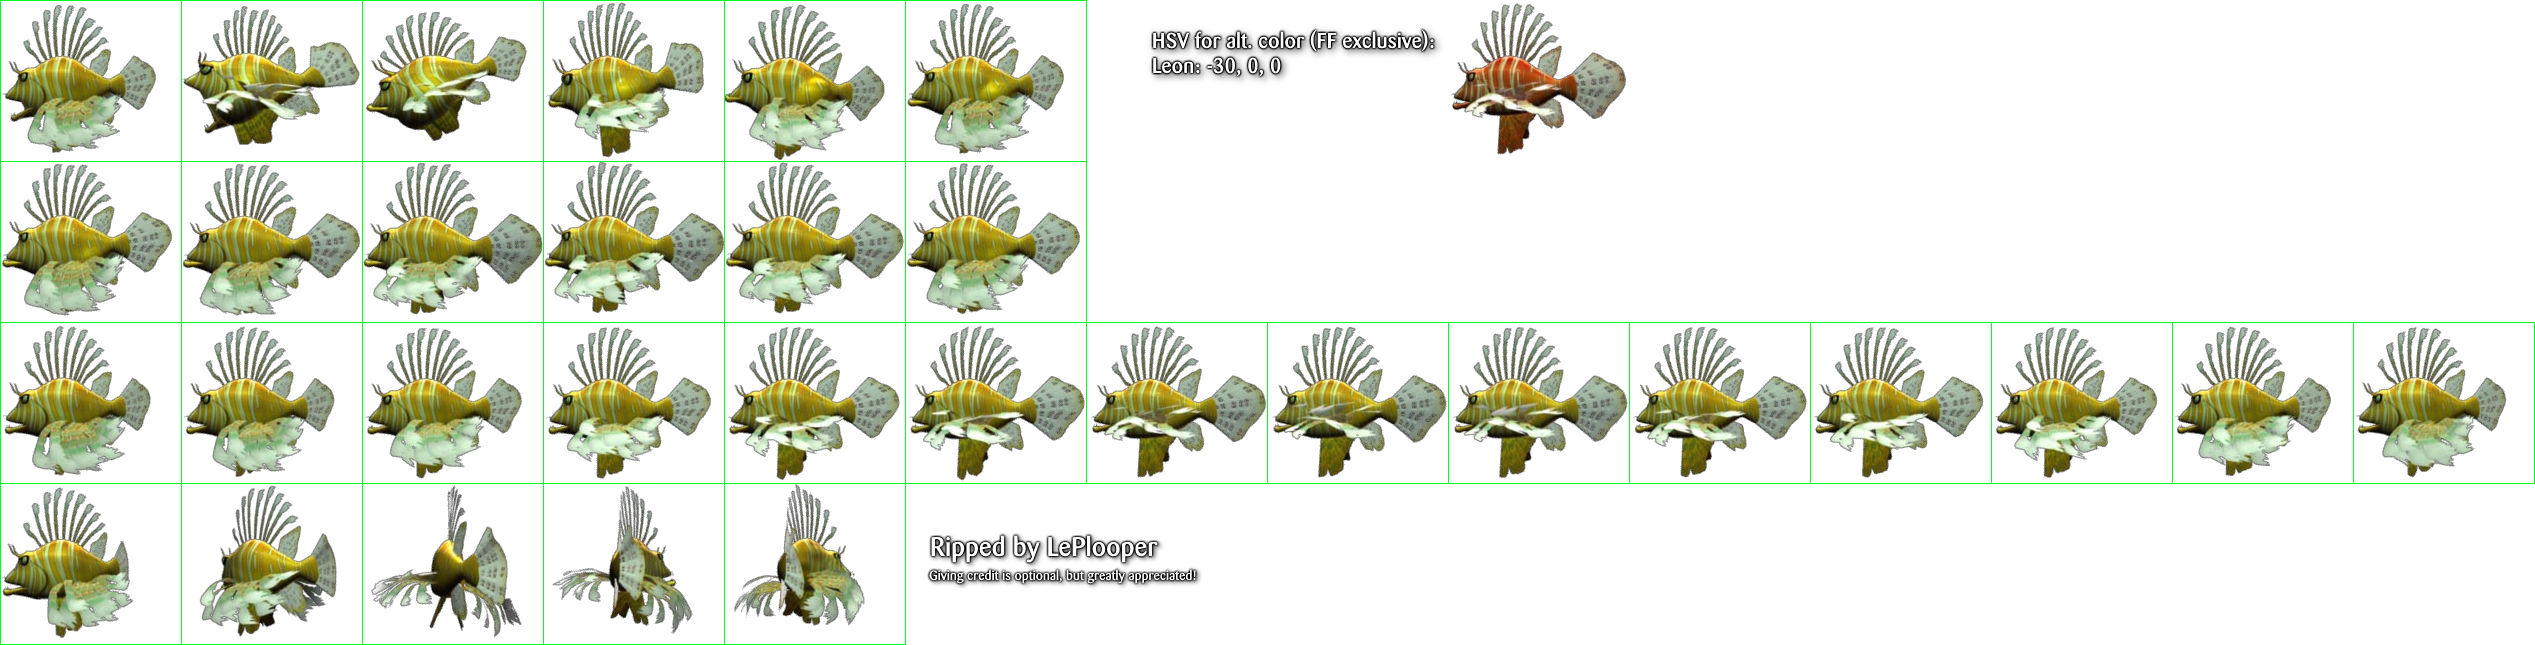 HSV for alt. color (FF exclusive):
Leon: -30, 0, 0
Ripped by LePlooper
Giving credit is optional, but greatly appreciated!